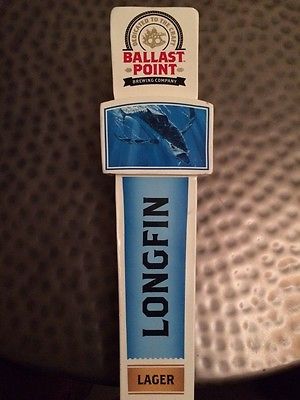 DEDICATED TO THE CRAFT
BALLAST
POINT
BREWING COMPANY
LONGFIN
LAGER